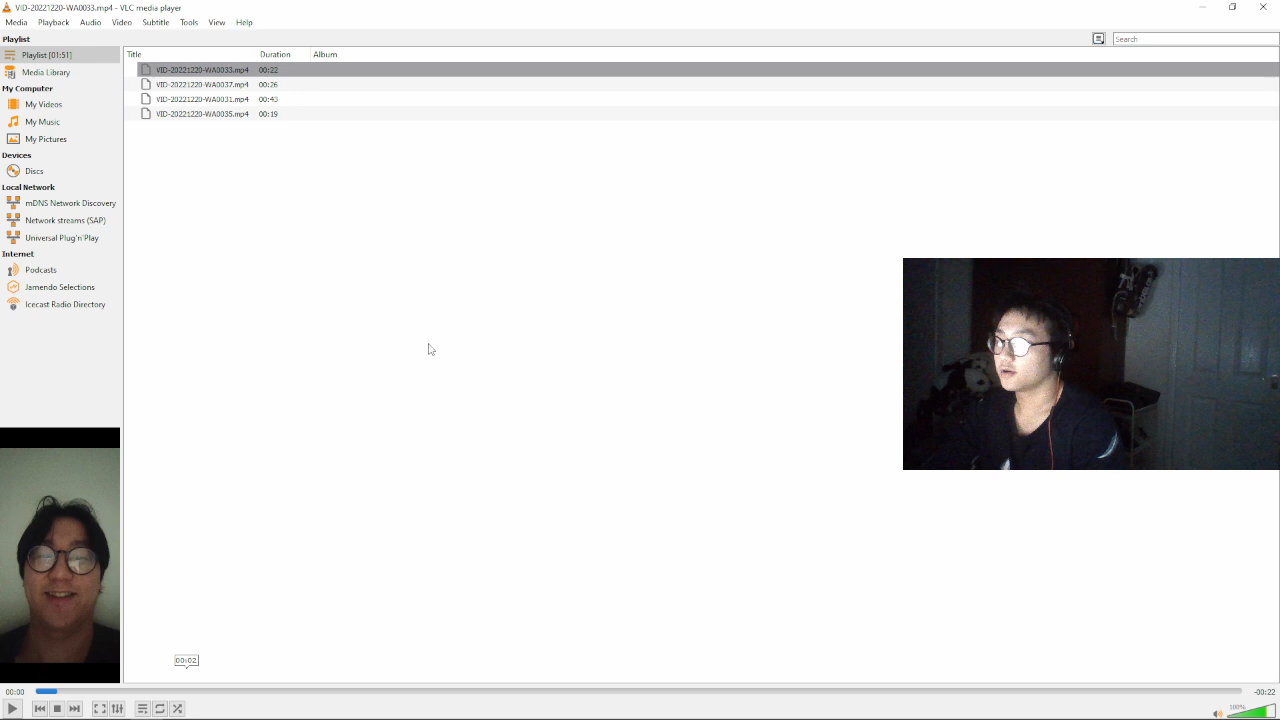 VID-20221220-WA0033.mp4 - VLC media player
Media Playback Audio Video Subtitle Tools View Help
Playlist
Search
Playlist [01:51]
Media Library
My Computer
My Videos
My Music
My Pictures
Devices
Discs
Local Network
mDNS Network Discovery
Network streams (SAP)
Universal Plug'n'Play
Internet
Podcasts
Jamendo Selections
Icecast Radio Directory
Title Duration Album
VID-20221220-WA0033.mp4 00:22
VID-20221220-WA0037.mp4 00:26
VID-20221220-WA0031.mp4 00:43
VID-20221220-WA0035.mp4 00:19
00:02
00:00 -00:22
100%